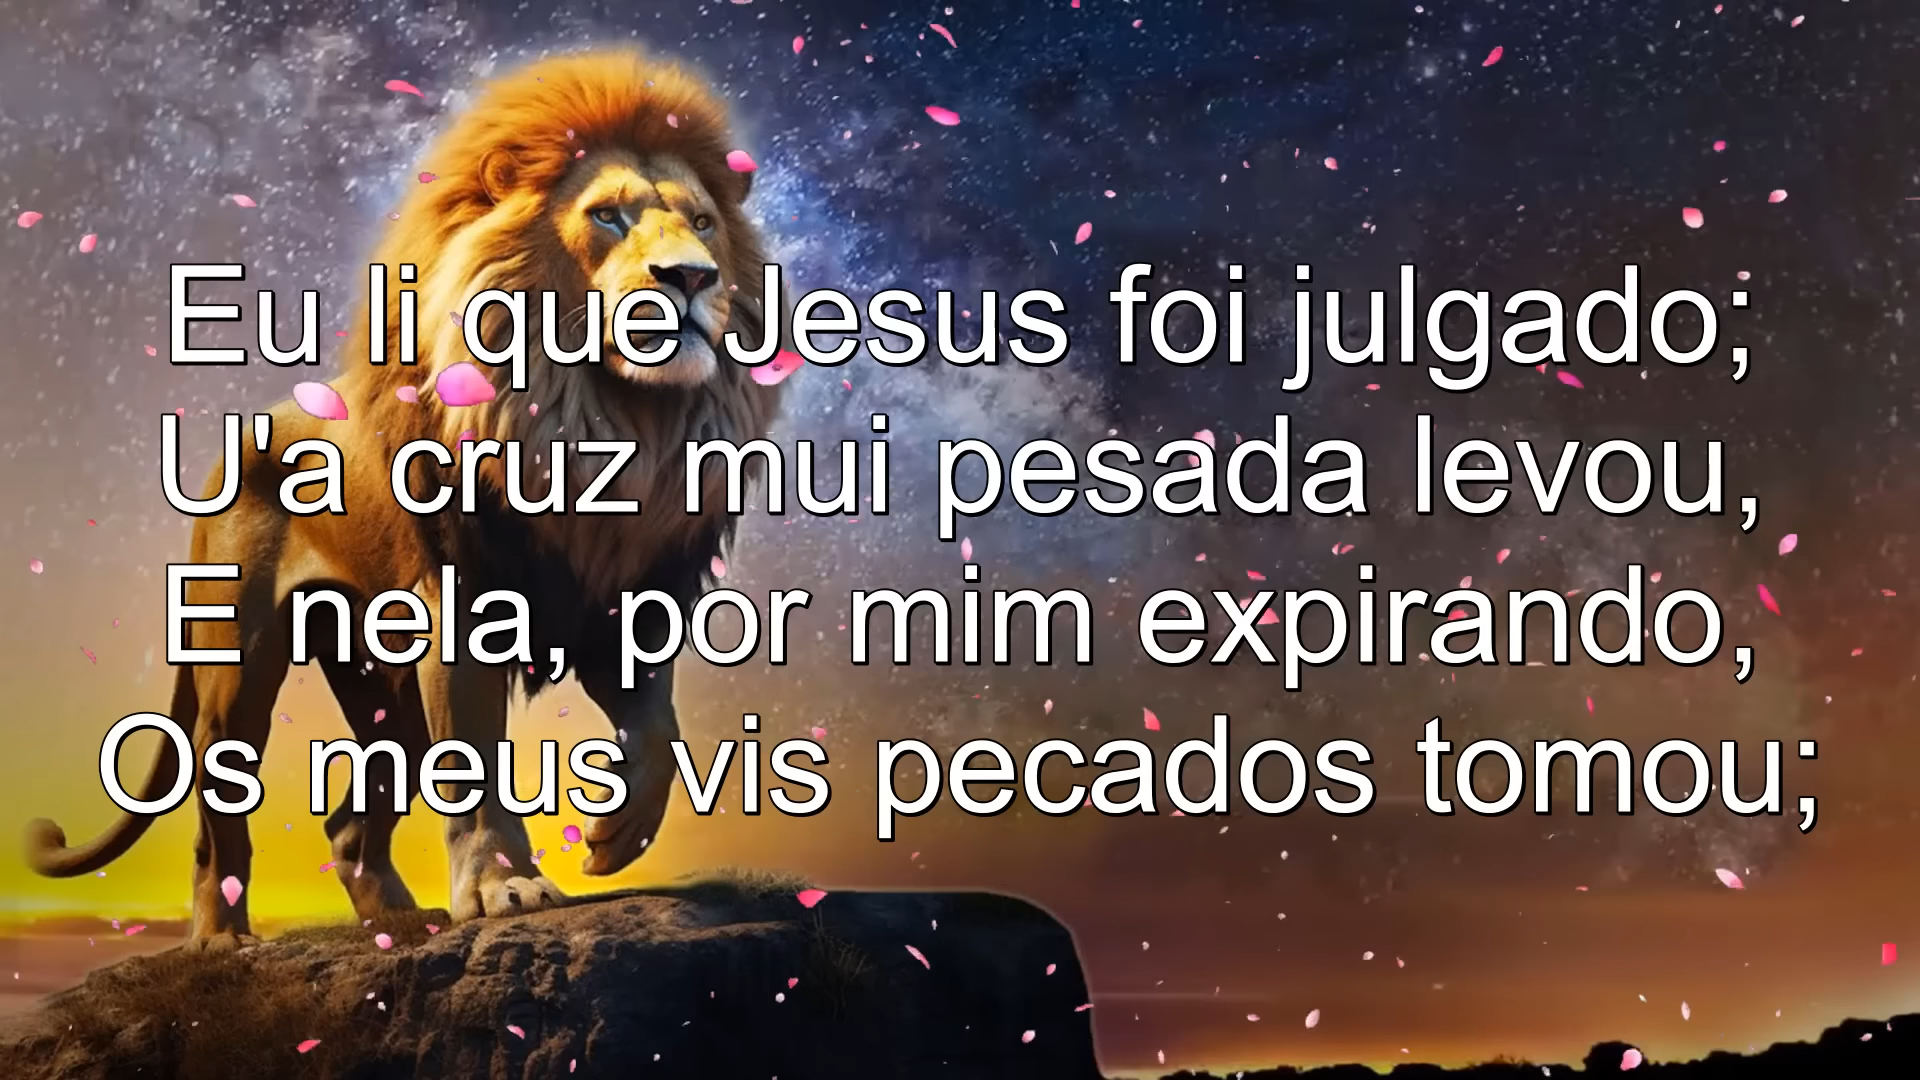 Eu li que Jesus foi julgado;
U'a cruz mui pesada levou,
E nela, por mim expirando,
Os meus vis pecados tomou;